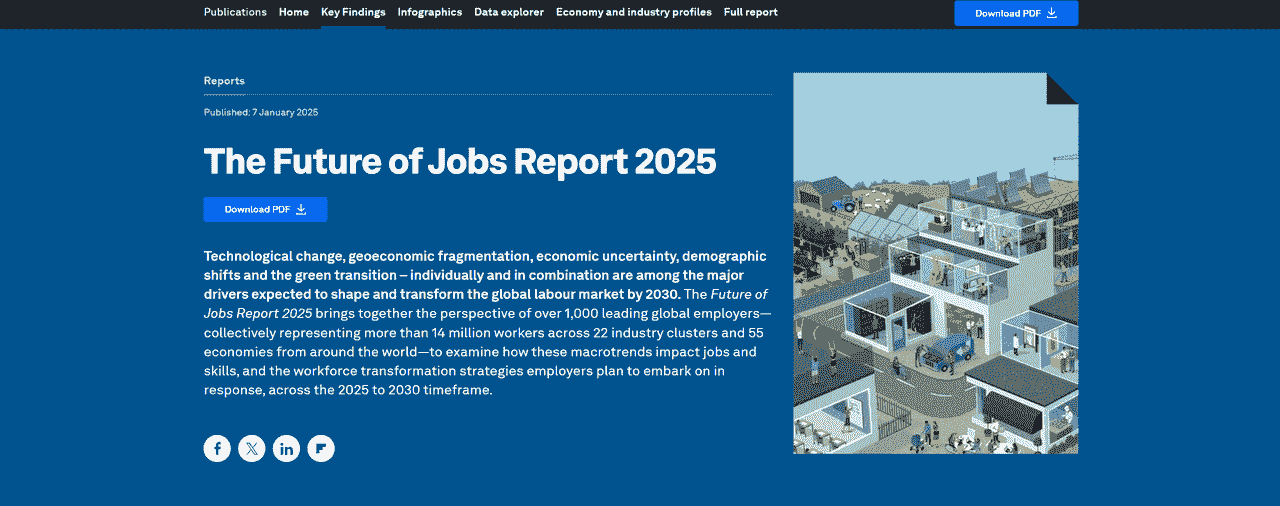 Publications Home Key Findings Infographics Data explorer Economy and industry profiles Full report Download PDF
Reports
Published: 7 January 2025
The Future of Jobs Report 2025
Download PDF
Technological change, geoeconomic fragmentation, economic uncertainty, demographic
shifts and the green transition – individually and in combination are among the major
drivers expected to shape and transform the global labour market by 2030. The Future of
Jobs Report 2025 brings together the perspective of over 1,000 leading global employers—
collectively representing more than 14 million workers across 22 industry clusters and 55
economies from around the world—to examine how these macrotrends impact jobs and
skills, and the workforce transformation strategies employers plan to embark on in
response, across the 2025 to 2030 timeframe.